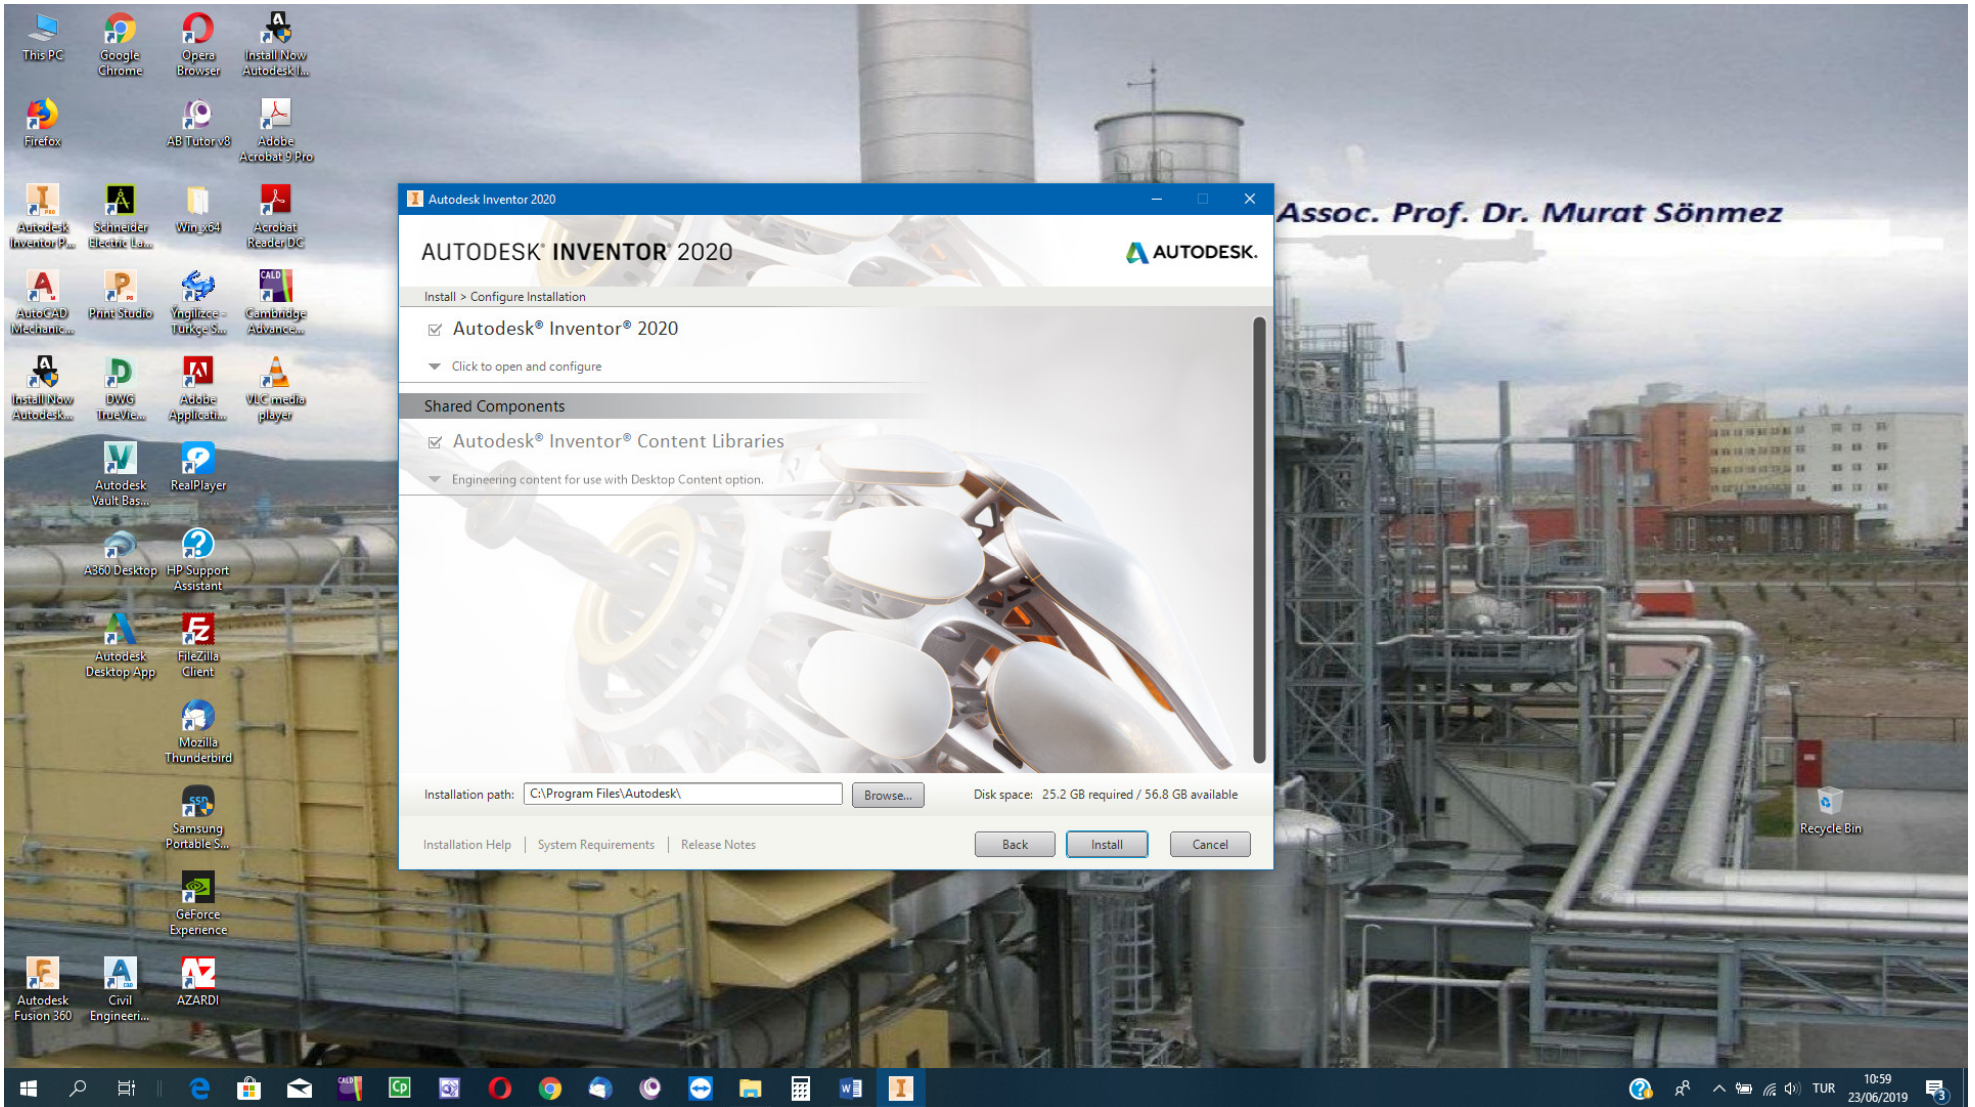 This PC
Google
Chrome
Opera
Browser
Install Now
Autodesk I...
Firefox
AB Tutor v8
Adobe
Acrobat 9 Pro
Autodesk
Inventor P...
Schneider
Electric La...
Win_x64
Acrobat
Reader DC
AutoCAD
Mechanic...
Print Studio
Ýngilizce -
Türkçe S...
CALD
Cambridge
Advance...
Install Now
Autodesk...
DWG
TrueVie...
Adobe
Applicati...
VLC media
player
Autodesk
Vault Bas...
RealPlayer
A360 Desktop
HP Support
Assistant
Autodesk
Desktop App
FileZilla
Client
Mozilla
Thunderbird
SSD
Samsung
Portable S...
GeForce
Experience
Autodesk
Fusion 360
Civil
Engineeri...
AZARDI
Assoc. Prof. Dr. Murat Sönmez
Autodesk Inventor 2020
AUTODESK® INVENTOR® 2020
AUTODESK.
Install > Configure Installation
Autodesk® Inventor® 2020
Click to open and configure
Shared Components
Autodesk® Inventor® Content Libraries
Engineering content for use with Desktop Content option.
Installation path: C:\Program Files\Autodesk\ Browse... Disk space: 25.2 GB required / 56.8 GB available
Installation Help System Requirements Release Notes Back Install Cancel
Recycle Bin
CALD
Cp
TUR
10:59
23/06/2019
3